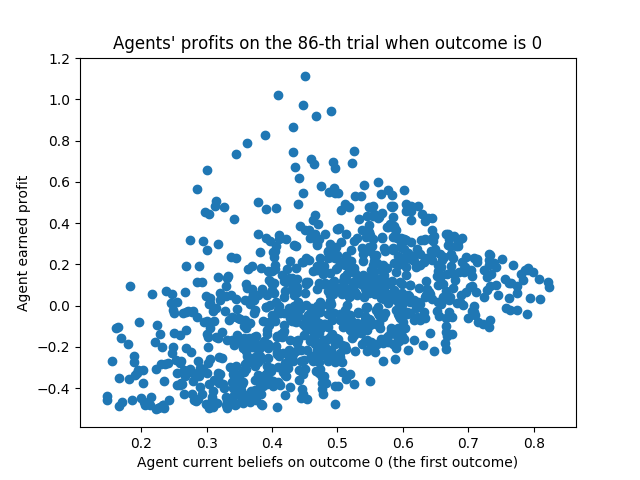 Agents' profits on the 86-th trial when outcome is 0
1.2
1.0
0.8
0.6
0.4
0.2
0.0
−0.2
−0.4
Agent earned profit
0.2 0.3 0.4 0.5 0.6 0.7 0.8
Agent current beliefs on outcome 0 (the first outcome)